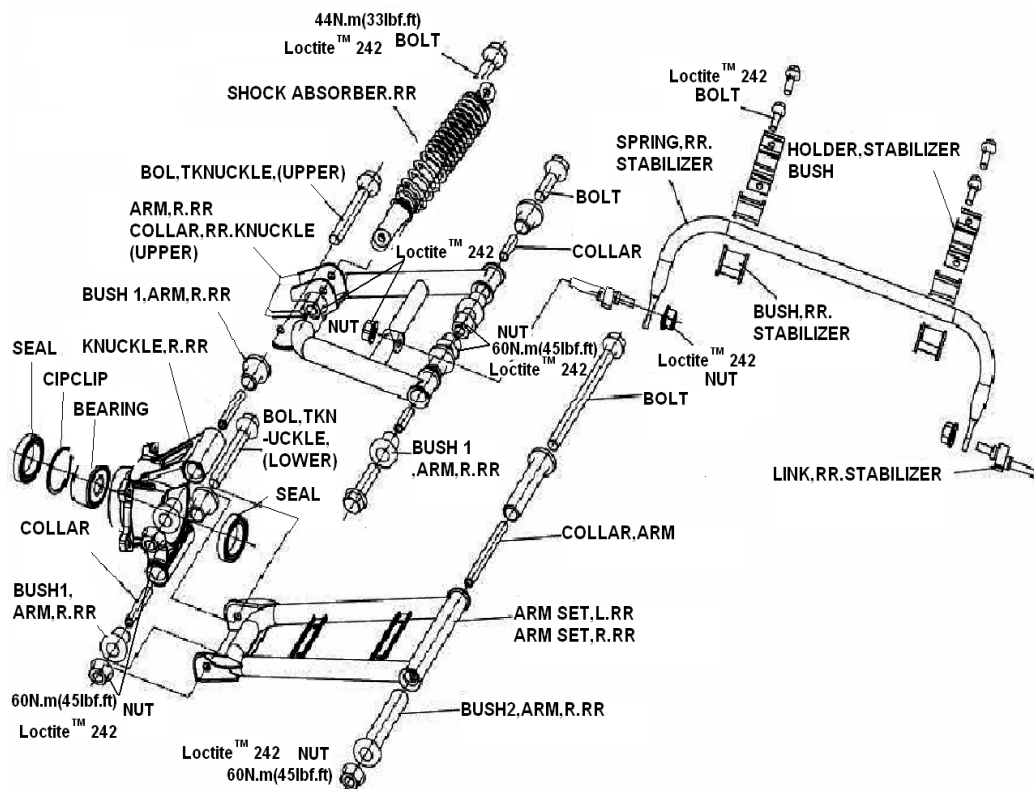 44N.m(33lbf.ft)
Loctite™ 242 BOLT
SHOCK ABSORBER.RR
BOL,TKNUCKLE,(UPPER)
ARM,R.RR
COLLAR,RR.KNUCKLE
(UPPER)
Loctite™ 242
BUSH 1,ARM,R.RR
NUT
SEAL
KNUCKLE,R.RR
CIPCLIP
BEARING
BOL,TKN
-UCKLE,
(LOWER)
BOLT
COLLAR
NUT
60N.m(45lbf.ft)
Loctite™ 242
BUSH 1
,ARM,R.RR
SEAL
COLLAR
BUSH1,
ARM,R.RR
60N.m(45lbf.ft) NUT
Loctite™ 242
Loctite™ 242
BOLT
SPRING,RR.
STABILIZER
HOLDER,STABILIZER
BUSH
BUSH,RR.
STABILIZER
Loctite™ 242
NUT
BOLT
LINK,RR.STABILIZER
COLLAR,ARM
ARM SET,L.RR
ARM SET,R.RR
BUSH2,ARM,R.RR
Loctite™ 242 NUT
60N.m(45lbf.ft)